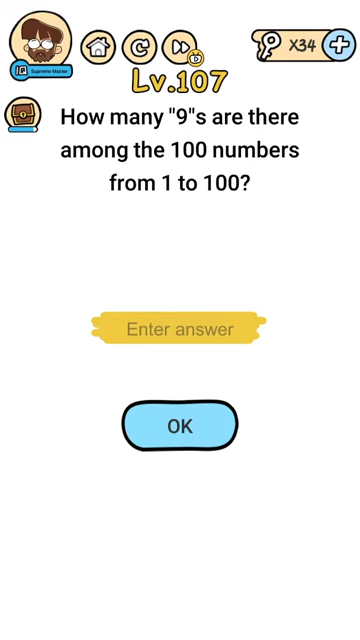 Supreme Master
X34
Lv.107
How many "9"s are there
among the 100 numbers
from 1 to 100?
Enter answer
OK